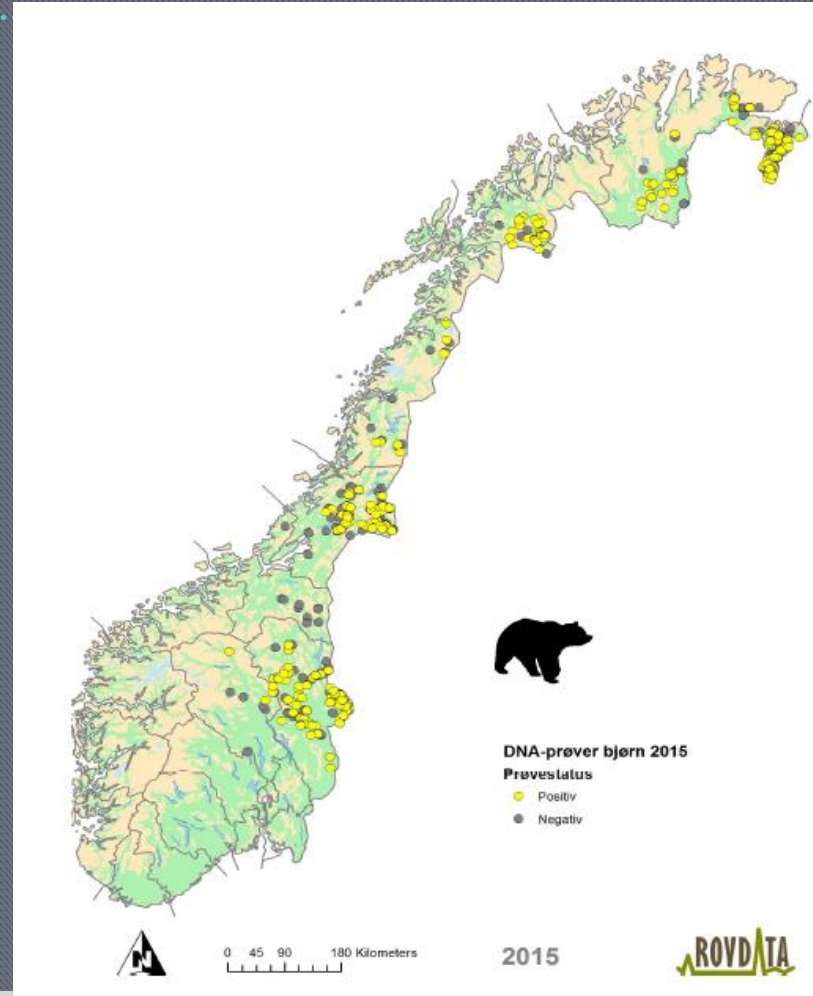 DNA-prøver bjørn 2015
Prøvestatus
Positiv
Negativ
N
0 45 90 180 Kilometers
2015
ROVDATA